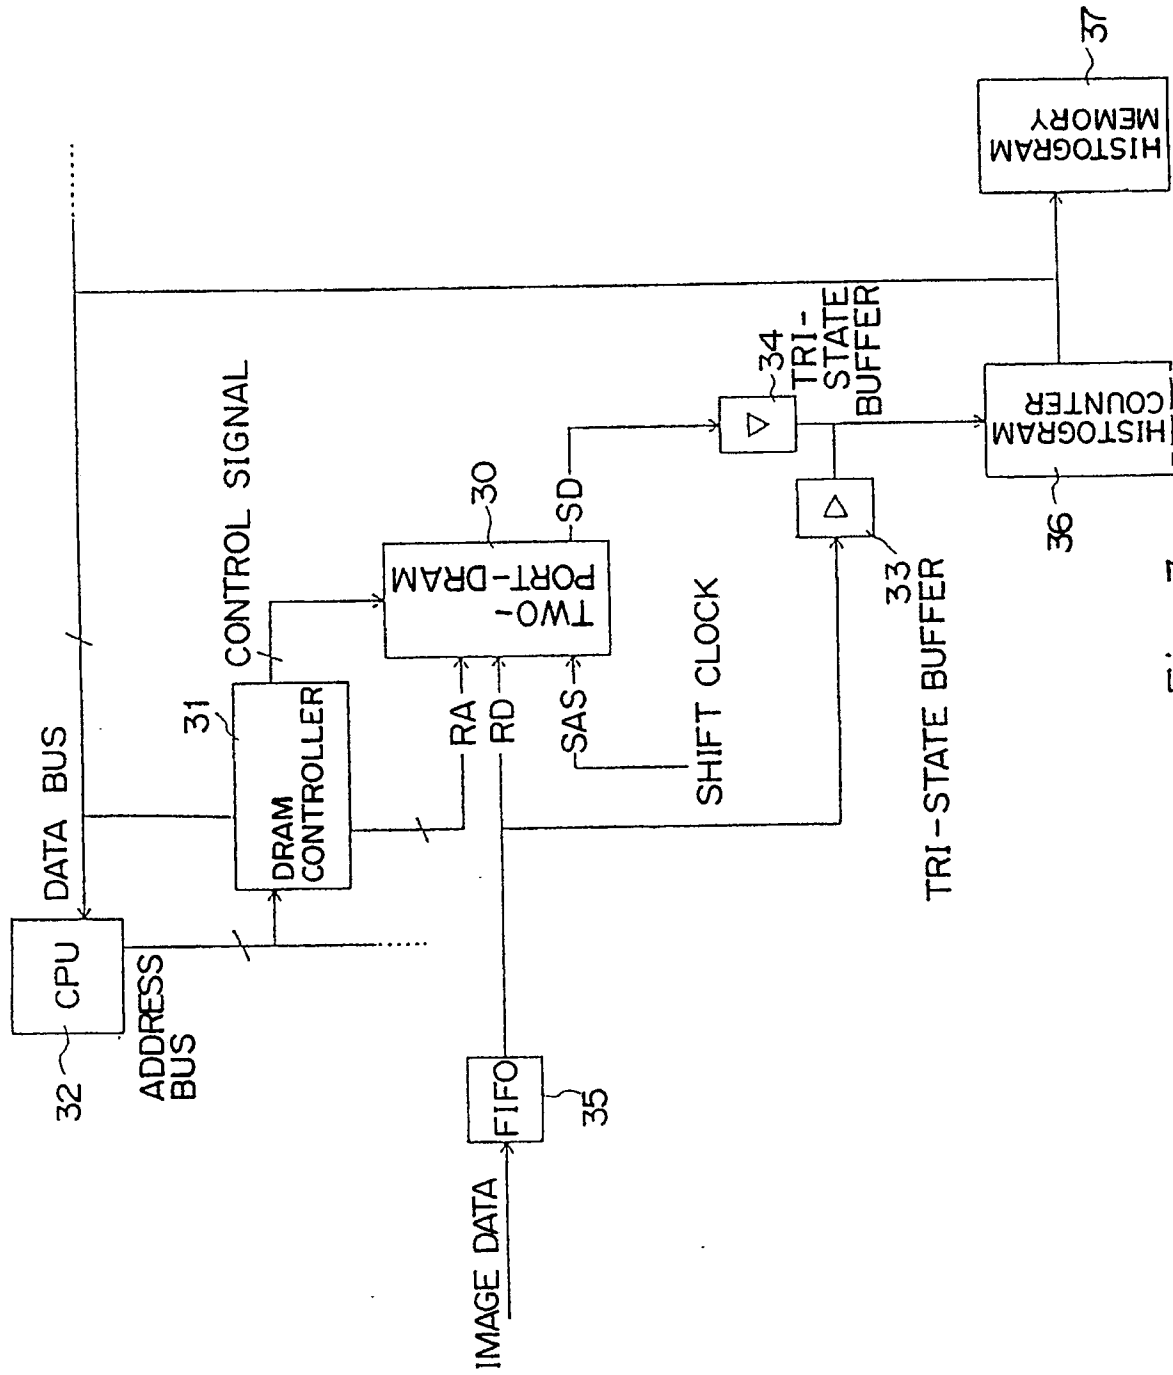 32
CPU
DATA BUS
ADDRESS
BUS
31
DRAM
CONTROLLER
CONTROL SIGNAL
IMAGE DATA
FIFO
35
RA
RD
SAS
TWO-
PORT-DRAM
30
SD
SHIFT CLOCK
34
TRI-
STATE
BUFFER
33
TRI-STATE BUFFER
36
HISTOGRAM
COUNTER
HISTOGRAM
MEMORY
37